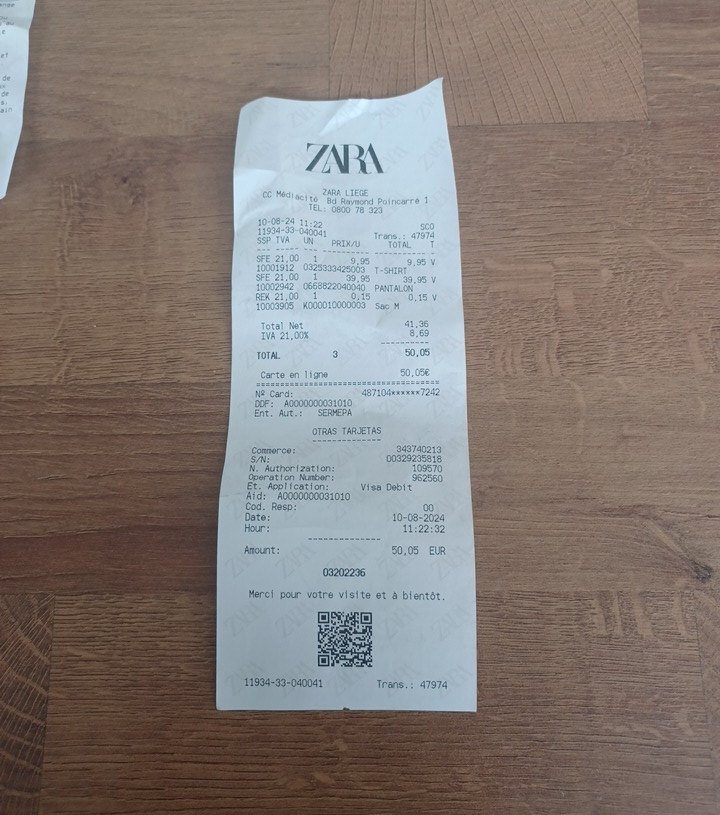 ZARA
ZARA LIEGE
CC Médiacité Bd Raymond Poincarré 1
TEL: 0800 78 323
10-08-24 11:22 SCO
11934-33-040041 Trans.: 47974
SSP TVA UN PRIX/U TOTAL T
SFE 21,00 1 9,95 9,95 V
10001912 0325333425003 T-SHIRT
SFE 21,00 1 39,95 39,95 V
10002942 0668822040040 PANTALON
REK 21,00 1 0,15 0,15 V
10003905 K000010000003 Sac M
Total Net 41,36
IVA 21,00% 8,69
TOTAL 3 50,05
Carte en ligne 50,05€
Nº Card: 487104******7242
DDF: A0000000031010
Ent. Aut.: SERMEPA
OTRAS TARJETAS
Commerce: 343740213
S/N: 00329235818
N. Authorization: 109570
Operation Number: 962560
Et. Application: Visa Debit
Aid: A0000000031010
Cod. Resp: 00
Date: 10-08-2024
Hour: 11:22:32
Amount: 50,05 EUR
03202236
Merci pour votre visite et à bientôt.
11934-33-040041 Trans.: 47974